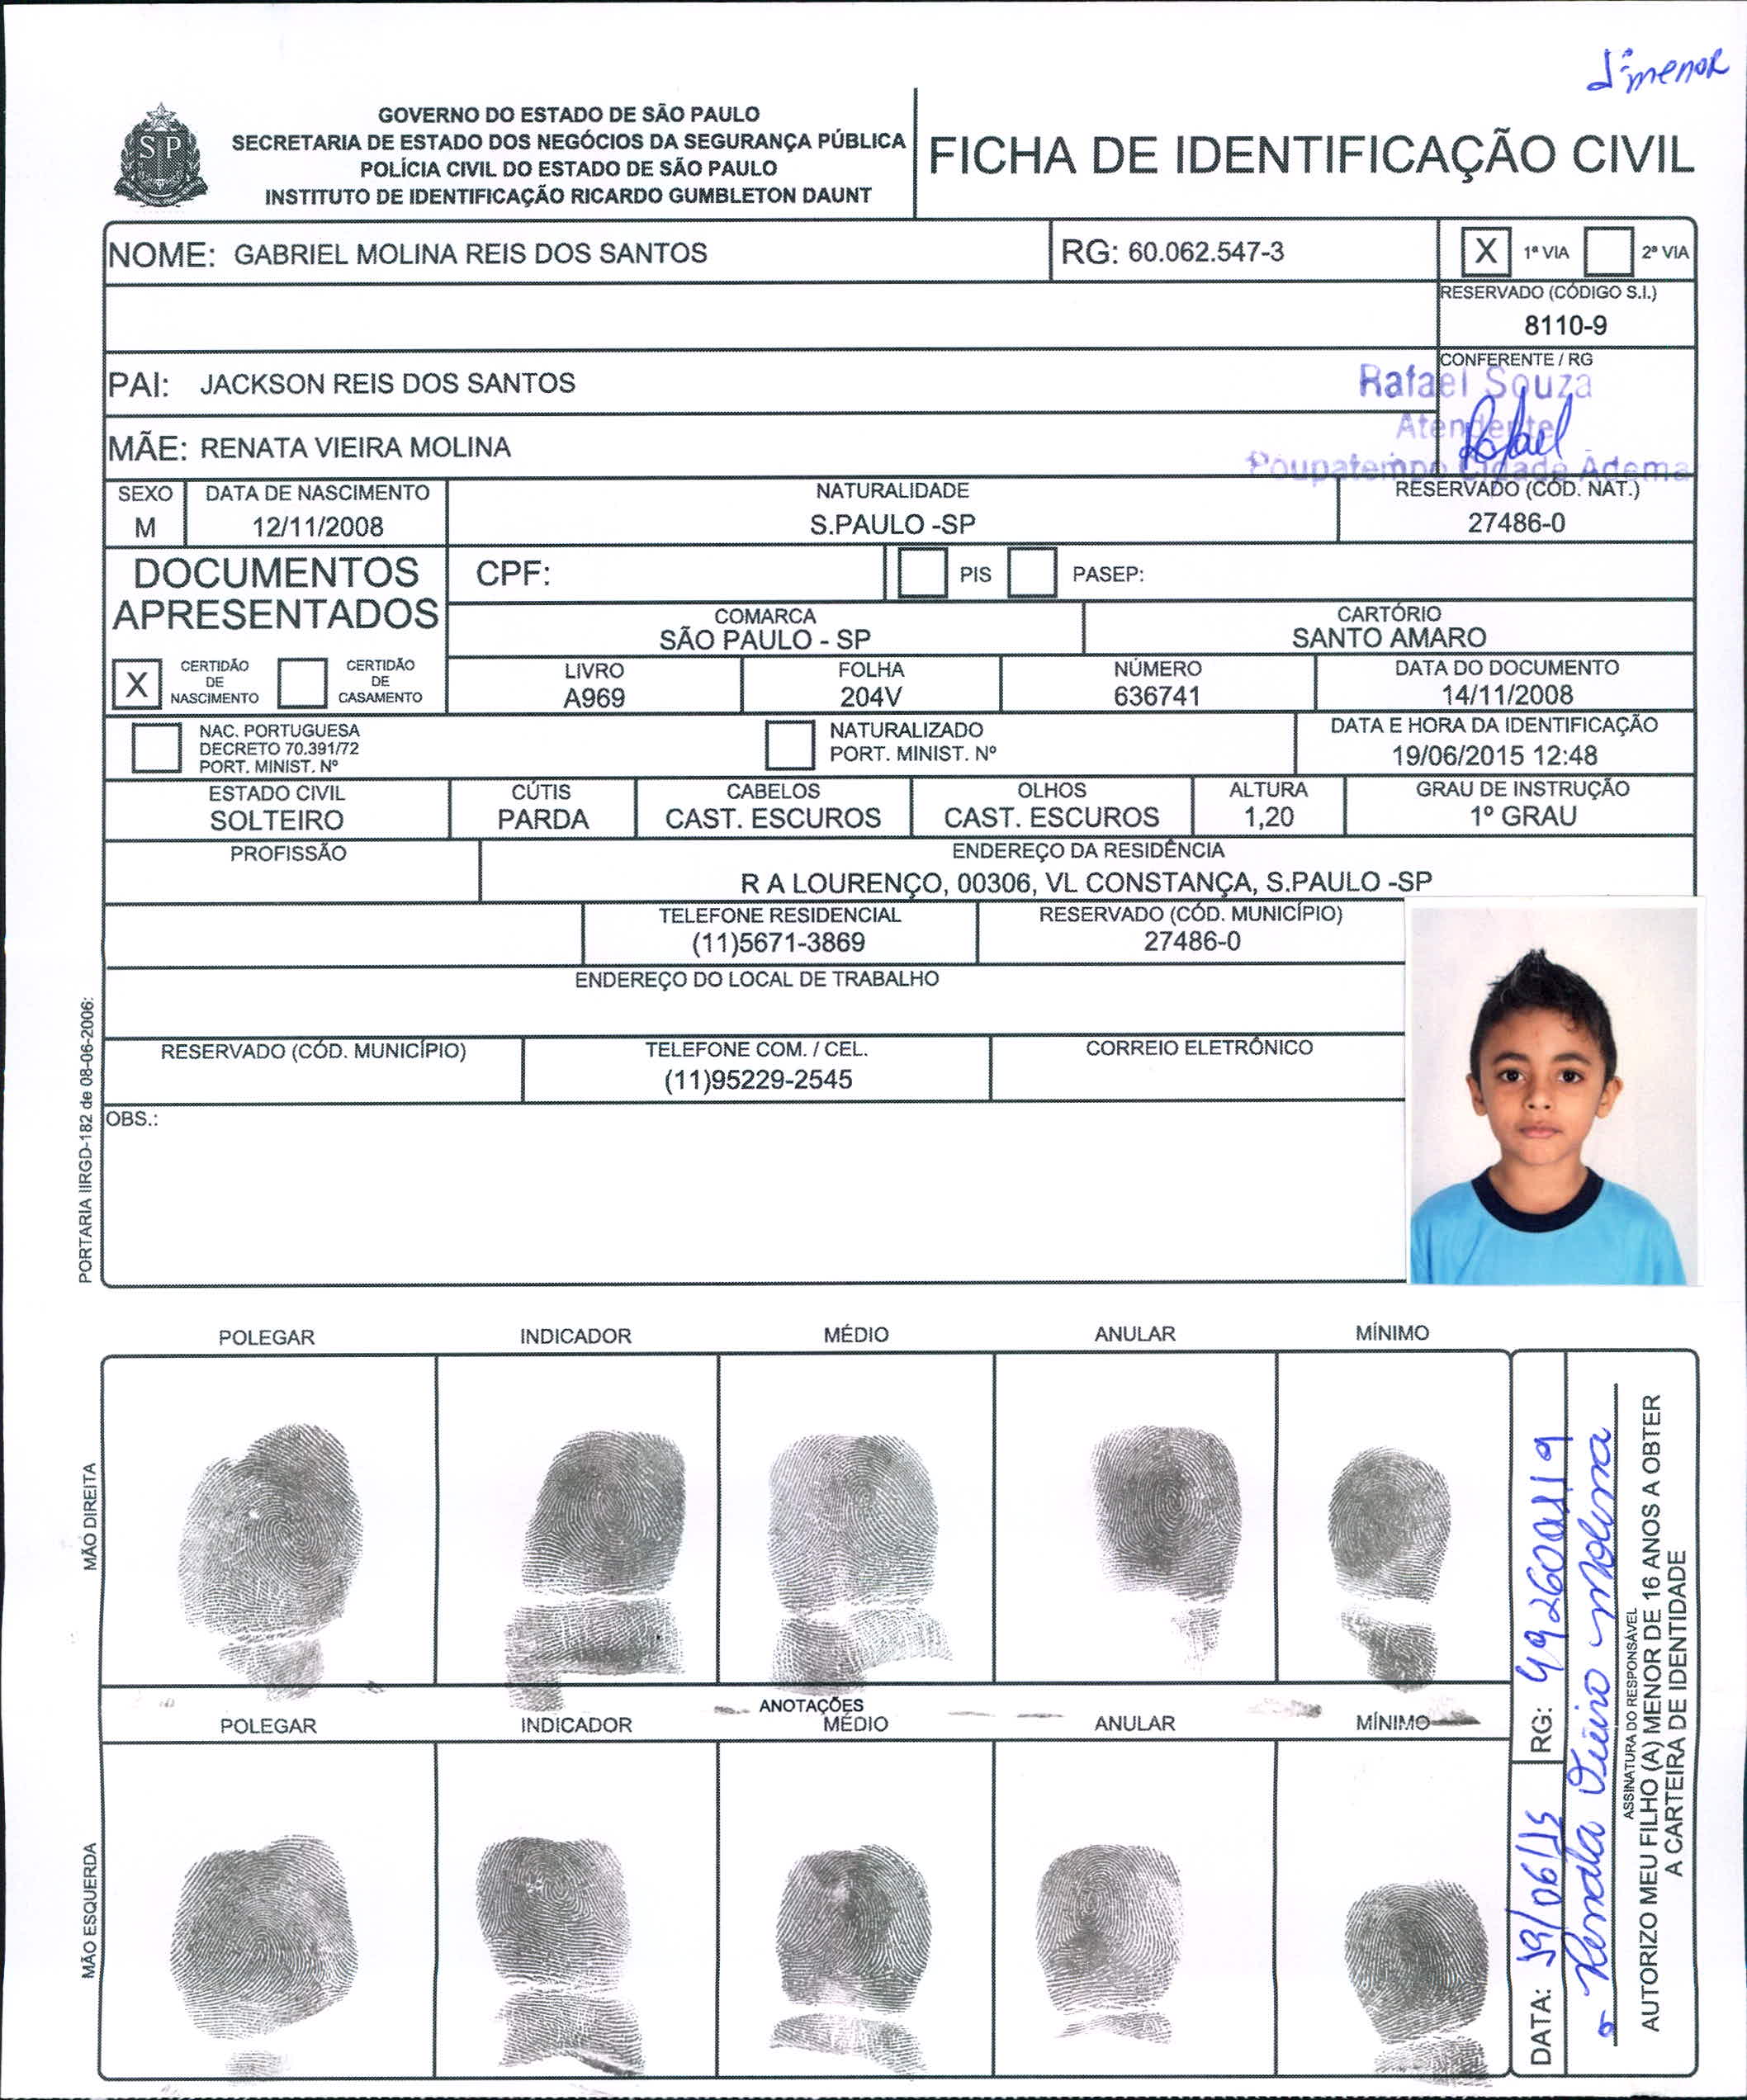 1º menor
GOVERNO DO ESTADO DE SÃO PAULO
SECRETARIA DE ESTADO DOS NEGÓCIOS DA SEGURANÇA PÚBLICA
POLÍCIA CIVIL DO ESTADO DE SÃO PAULO
INSTITUTO DE IDENTIFICAÇÃO RICARDO GUMBLETON DAUNT
SP
FICHA DE IDENTIFICAÇÃO CIVIL
NOME: GABRIEL MOLINA REIS DOS SANTOS
RG: 60.062.547-3
X 1ª VIA 2ª VIA
RESERVADO (CÓDIGO S.I.)
8110-9
PAI: JACKSON REIS DOS SANTOS
CONFERENTE / RG
Rafael Souza
Atendente
Rafael
Poupatempo Cidade Adema
MÃE: RENATA VIEIRA MOLINA
SEXO
M
DATA DE NASCIMENTO
12/11/2008
NATURALIDADE
S.PAULO -SP
RESERVADO (CÓD. NAT.)
27486-0
DOCUMENTOS
APRESENTADOS
CPF:
PIS
PASEP:
COMARCA
SÃO PAULO - SP
CARTÓRIO
SANTO AMARO
X CERTIDÃO
DE
NASCIMENTO
CERTIDÃO
DE
CASAMENTO
LIVRO
A969
FOLHA
204V
NÚMERO
636741
DATA DO DOCUMENTO
14/11/2008
NAC. PORTUGUESA
DECRETO 70.391/72
PORT. MINIST. Nº
NATURALIZADO
PORT. MINIST. Nº
DATA E HORA DA IDENTIFICAÇÃO
19/06/2015 12:48
ESTADO CIVIL
SOLTEIRO
CÚTIS
PARDA
CABELOS
CAST. ESCUROS
OLHOS
CAST. ESCUROS
ALTURA
1,20
GRAU DE INSTRUÇÃO
1º GRAU
PROFISSÃO
ENDEREÇO DA RESIDÊNCIA
R A LOURENÇO, 00306, VL CONSTANÇA, S.PAULO -SP
TELEFONE RESIDENCIAL
(11)5671-3869
RESERVADO (CÓD. MUNICÍPIO)
27486-0
ENDEREÇO DO LOCAL DE TRABALHO
RESERVADO (CÓD. MUNICÍPIO)
TELEFONE COM. / CEL.
(11)95229-2545
CORREIO ELETRÔNICO
OBS.:
PORTARIA IIRGD-182 de 08-06-2006:
POLEGAR INDICADOR MÉDIO ANULAR MÍNIMO
MÃO DIREITA
ANOTAÇÕES
POLEGAR INDICADOR MÉDIO ANULAR MÍNIMO
MÃO ESQUERDA
DATA: 19/06/15 RG:
Renata Vieira Molina
ASSINATURA DO RESPONSÁVEL
AUTORIZO MEU FILHO (A) MENOR DE 16 ANOS A OBTER
A CARTEIRA DE IDENTIDADE